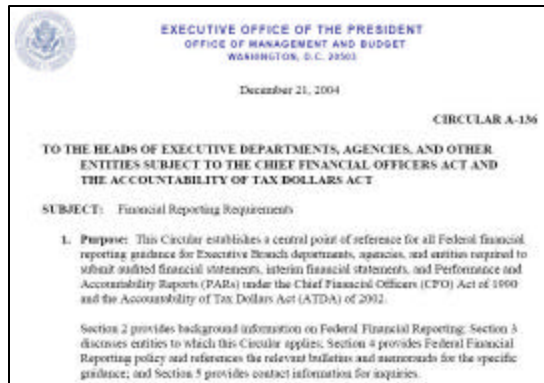 EXECUTIVE OFFICE OF THE PRESIDENT
OFFICE OF MANAGEMENT AND BUDGET
WASHINGTON, D.C. 20503
December 21, 2004
CIRCULAR A-136
TO THE HEADS OF EXECUTIVE DEPARTMENTS, AGENCIES, AND OTHER
ENTITIES SUBJECT TO THE CHIEF FINANCIAL OFFICERS ACT AND
THE ACCOUNTABILITY OF TAX DOLLARS ACT
SUBJECT: Financial Reporting Requirements
1. Purpose: This Circular establishes a central point of reference for all Federal financial
reporting guidance for Executive Branch departments, agencies, and entities required to
submit audited financial statements, interim financial statements, and Performance and
Accountability Reports (PARs) under the Chief Financial Officers (CFO) Act of 1990
and the Accountability of Tax Dollars Act (ATDA) of 2002.
Section 2 provides background information on Federal Financial Reporting; Section 3
discusses entities to which this Circular applies; Section 4 provides Federal Financial
Reporting policy and references the relevant bulletins and memoranda for the specific
guidance; and Section 5 provides contact information for inquiries.